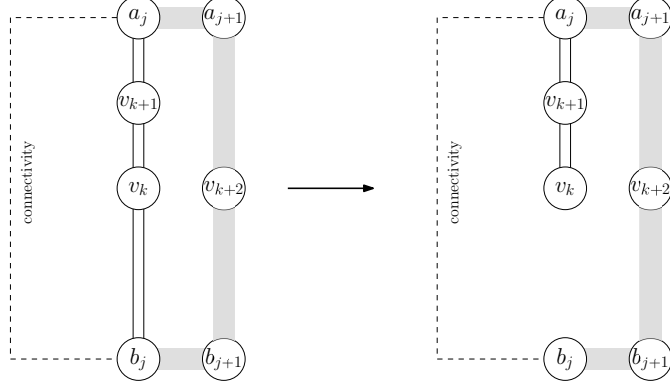 a_j a_{j+1} a_j a_{j+1}
v_{k+1} v_{k+1}
connectivity connectivity
v_k v_{k+2} v_k v_{k+2}
b_j b_{j+1} b_j b_{j+1}